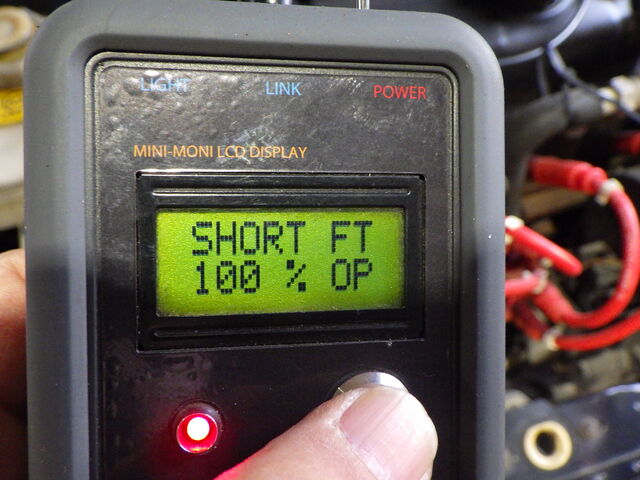 LIGHT LINK POWER
MINI-MONI LCD DISPLAY
SHORT FT
100 % OP